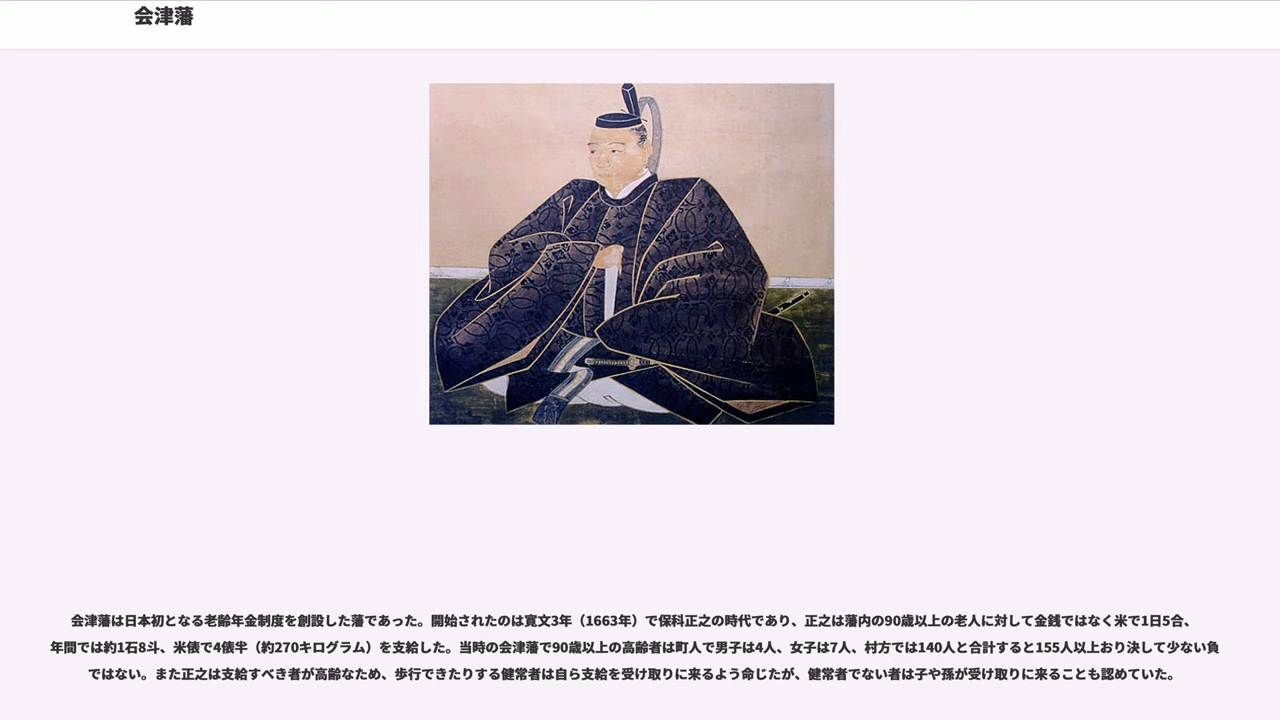 会津藩
会津藩は日本初となる老齢年金制度を創設した藩であった。開始されたのは寛文3年（1663年）で保科正之の時代であり、正之は藩内の90歳以上の老人に対して金銭ではなく米で1日5合、
年間では約1石8斗、米俵で4俵半（約270キログラム）を支給した。当時の会津藩で90歳以上の高齢者は町人で男子は4人、女子は7人、村方では140人と合計すると155人以上おり決して少ない負
ではない。また正之は支給すべき者が高齢なため、歩行できたりする健常者は自ら支給を受け取りに来るよう命じたが、健常者でない者は子や孫が受け取りに来ることも認めていた。